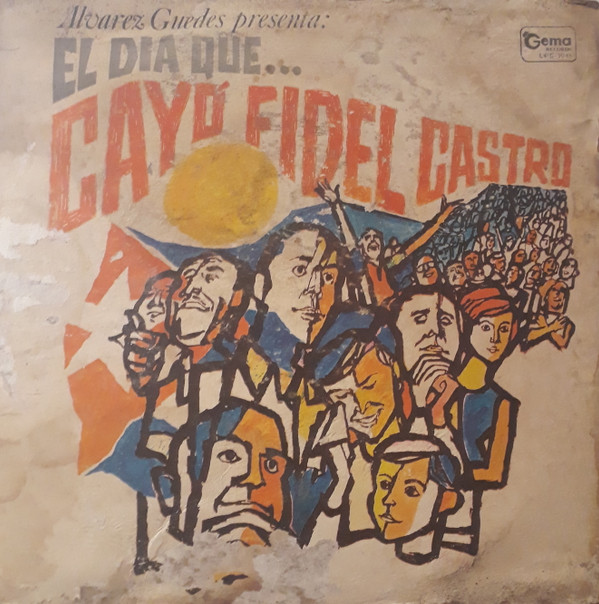 Alvarez Guedes presenta:
EL DIA QUE...
CAYÓ FIDEL CASTRO
Gema